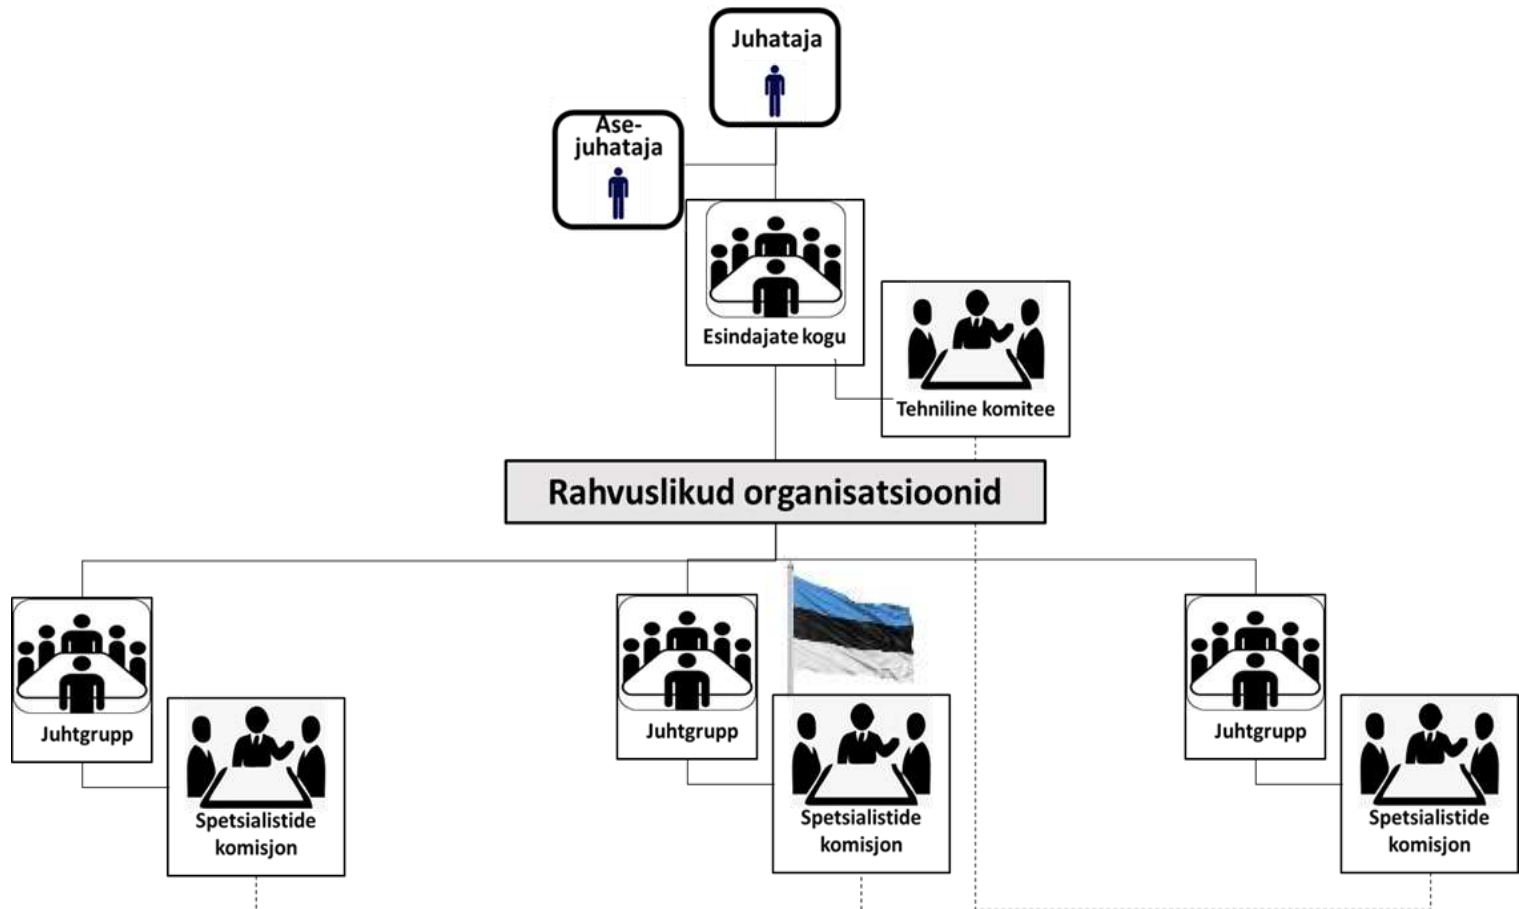 Juhataja
Ase-
juhataja
Esindajate kogu
Tehniline komitee
Rahvuslikud organisatsioonid
Juhtgrupp
Spetsialistide
komisjon
Juhtgrupp
Spetsialistide
komisjon
Juhtgrupp
Spetsialistide
komisjon